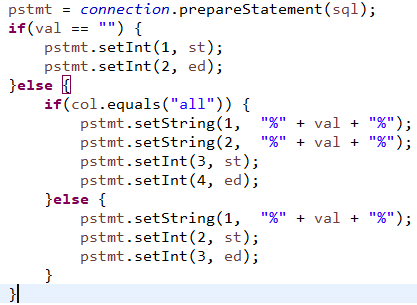 pstmt = connection.prepareStatement(sql);
if(val == "") {
    pstmt.setInt(1, st);
    pstmt.setInt(2, ed);
}else {
    if(col.equals("all")) {
        pstmt.setString(1,  "%" + val + "%");
        pstmt.setString(2,  "%" + val + "%");
        pstmt.setInt(3, st);
        pstmt.setInt(4, ed);
    }else {
        pstmt.setString(1,  "%" + val + "%");
        pstmt.setInt(2, st);
        pstmt.setInt(3, ed);
    }
}